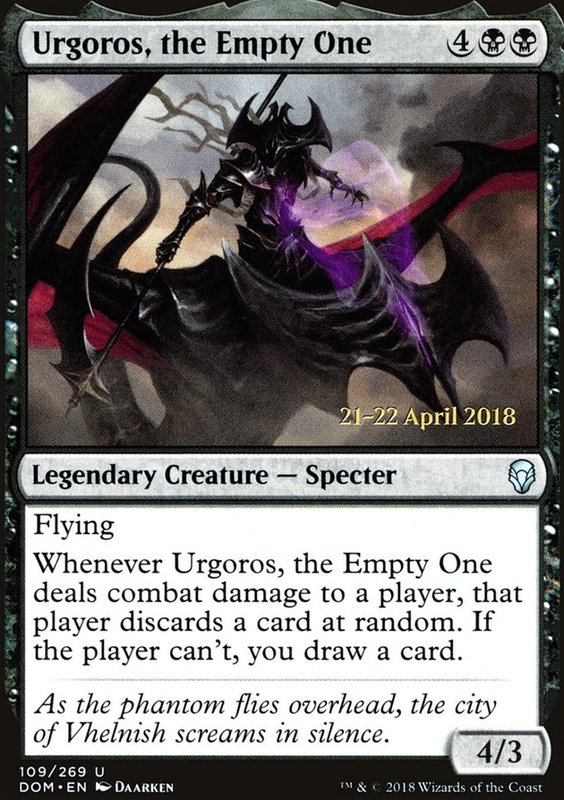 Urgoros, the Empty One 4
21–22 April 2018
Legendary Creature — Specter
Flying
Whenever Urgoros, the Empty One
deals combat damage to a player, that
player discards a card at random. If
the player can't, you draw a card.
As the phantom flies overhead, the city
of Vhelnish screams in silence.
4/3
109/269 U
DOM • EN DAARKEN
™ & © 2018 Wizards of the Coast